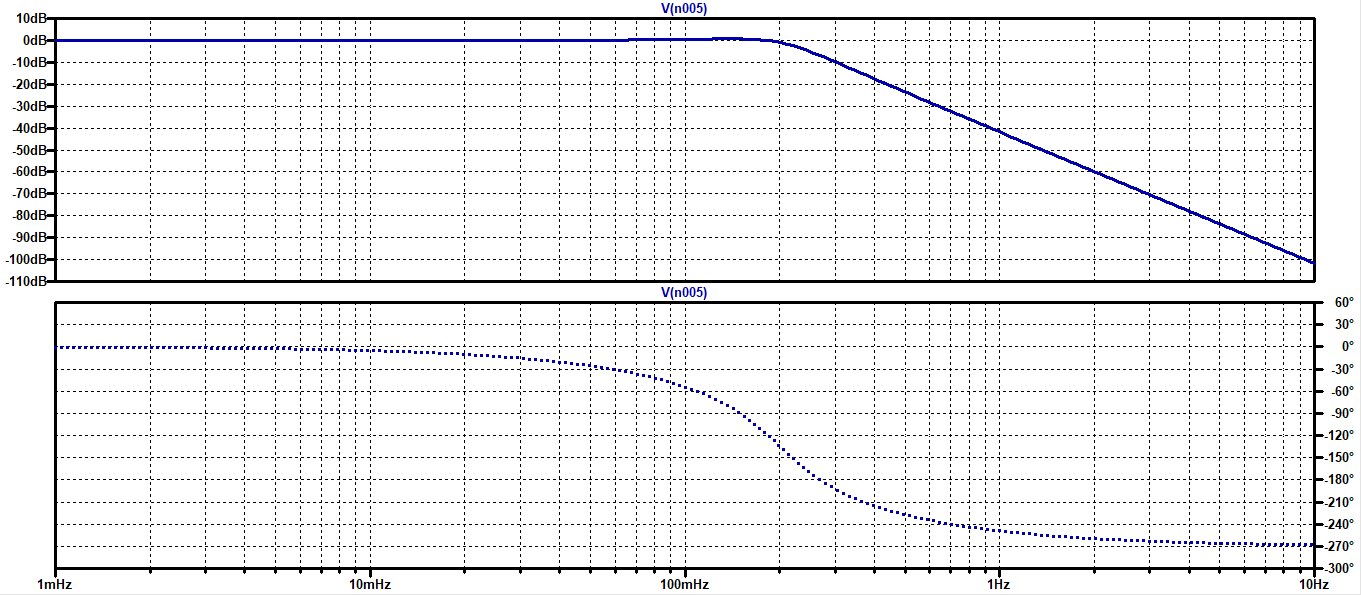 V(n005)
10dB
0dB
-10dB
-20dB
-30dB
-40dB
-50dB
-60dB
-70dB
-80dB
-90dB
-100dB
-110dB
V(n005)
60°
30°
0°
-30°
-60°
-90°
-120°
-150°
-180°
-210°
-240°
-270°
-300°
1mHz 10mHz 100mHz 1Hz 10Hz